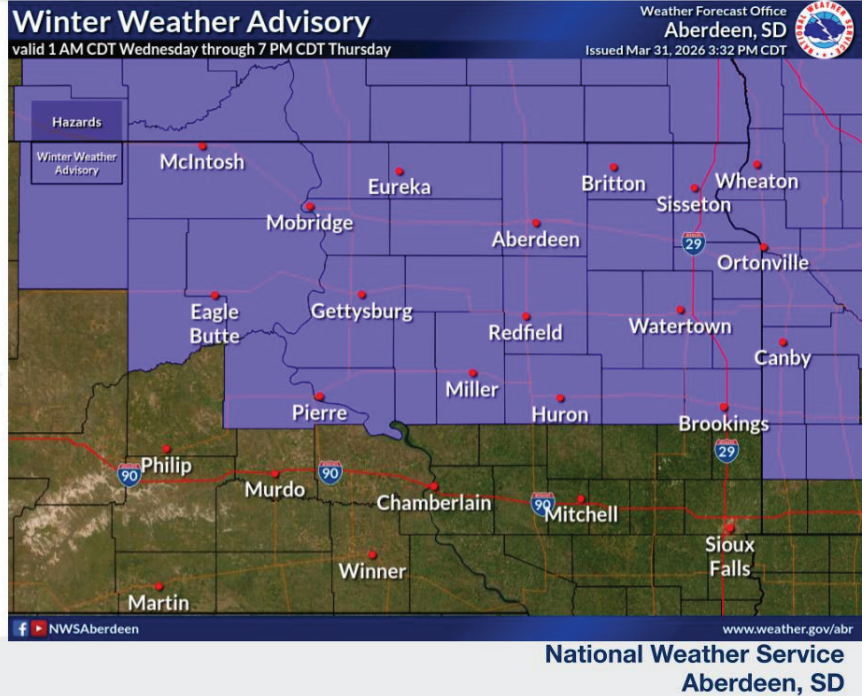 Winter Weather Advisory
valid 1 AM CDT Wednesday through 7 PM CDT Thursday
Weather Forecast Office
Aberdeen, SD
Issued Mar 31, 2026 3:32 PM CDT
NATIONAL WEATHER SERVICE
Hazards
Winter Weather
Advisory
McIntosh
Eureka
Britton
Wheaton
Sisseton
Mobridge
Aberdeen
29
Ortonville
Eagle
Butte
Gettysburg
Redfield
Watertown
Canby
Miller
Pierre
Huron
Brookings
29
Philip
90
90
Murdo
Chamberlain
90
Mitchell
Sioux
Falls
Winner
Martin
NWSAberdeen
www.weather.gov/abr
National Weather Service
Aberdeen, SD